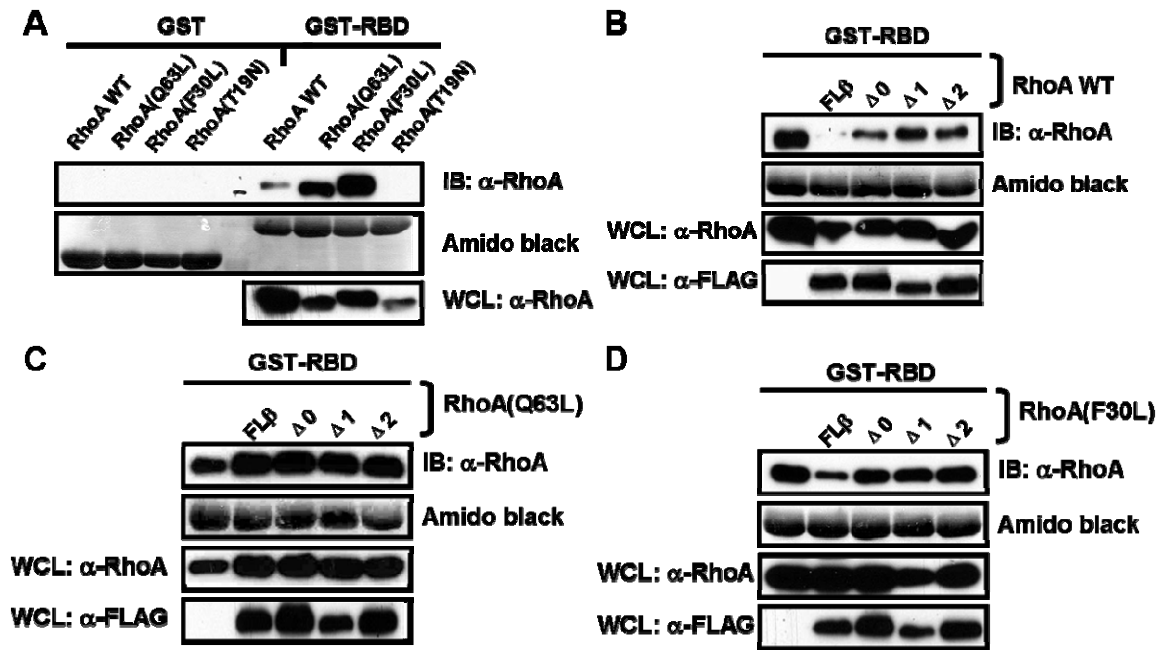 A
GST GST-RBD
RhoA WT
RhoA(Q63L)
RhoA(F30L)
RhoA(T19N)
RhoA WT
RhoA(Q63L)
RhoA(F30L)
RhoA(T19N)
IB: α-RhoA
Amido black
WCL: α-RhoA
B
GST-RBD
FLβ Δ0 Δ1 Δ2
RhoA WT
IB: α-RhoA
Amido black
WCL: α-RhoA
WCL: α-FLAG
C
GST-RBD
FLβ Δ0 Δ1 Δ2
RhoA(Q63L)
IB: α-RhoA
Amido black
WCL: α-RhoA
WCL: α-FLAG
D
GST-RBD
FLβ Δ0 Δ1 Δ2
RhoA(F30L)
IB: α-RhoA
Amido black
WCL: α-RhoA
WCL: α-FLAG